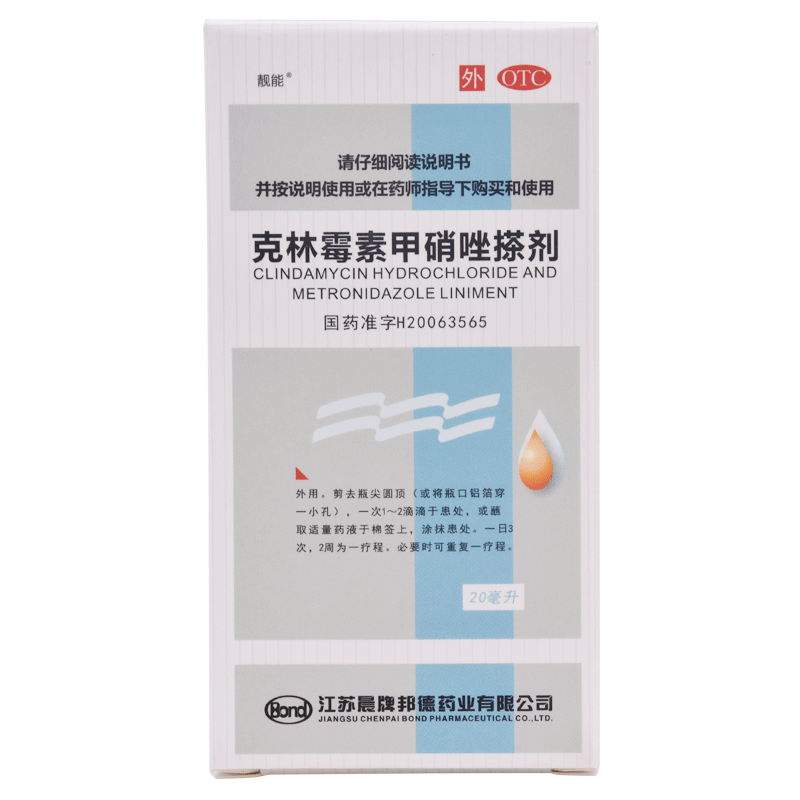 靓能®
外 OTC
请仔细阅读说明书
并按说明使用或在药师指导下购买和使用
克林霉素甲硝唑搽剂
CLINDAMYCIN HYDROCHLORIDE AND
METRONIDAZOLE LINIMENT
国药准字H20063565
外用。剪去瓶尖圆顶（或将瓶口铝箔穿
一小孔），一次1～2滴滴于患处，或蘸
取适量药液于棉签上，涂抹患处。一日3
次，2周为一疗程。必要时可重复一疗程。
20毫升
Bond 江苏晨牌邦德药业有限公司
JIANGSU CHENPAI BOND PHARMACEUTICAL CO.,LTD.